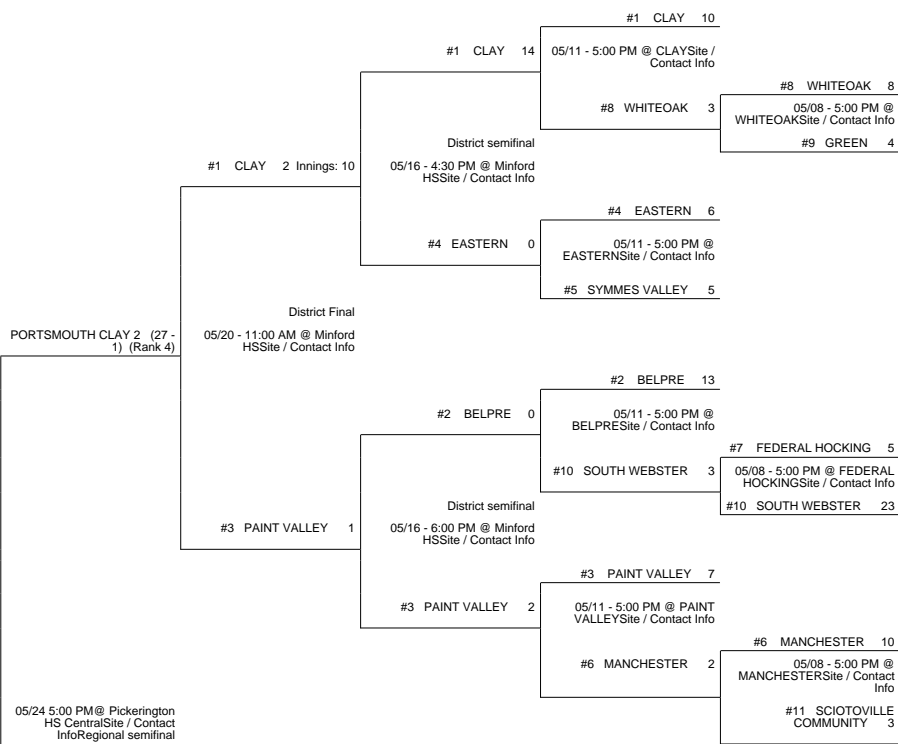 #1 CLAY 10
#1 CLAY 14
05/11 - 5:00 PM @ CLAYSite /
Contact Info
#8 WHITEOAK 8
#8 WHITEOAK 3
05/08 - 5:00 PM @
WHITEOAKSite / Contact Info
#9 GREEN 4
District semifinal
#1 CLAY 2 Innings: 10
05/16 - 4:30 PM @ Minford
HSSite / Contact Info
#4 EASTERN 6
#4 EASTERN 0
05/11 - 5:00 PM @
EASTERNSite / Contact Info
#5 SYMMES VALLEY 5
District Final
PORTSMOUTH CLAY 2 (27 -
1) (Rank 4)
05/20 - 11:00 AM @ Minford
HSSite / Contact Info
#2 BELPRE 13
#2 BELPRE 0
05/11 - 5:00 PM @
BELPRESite / Contact Info
#7 FEDERAL HOCKING 5
#10 SOUTH WEBSTER 3
05/08 - 5:00 PM @ FEDERAL
HOCKINGSite / Contact Info
#10 SOUTH WEBSTER 23
District semifinal
#3 PAINT VALLEY 1
05/16 - 6:00 PM @ Minford
HSSite / Contact Info
#3 PAINT VALLEY 7
#3 PAINT VALLEY 2
05/11 - 5:00 PM @ PAINT
VALLEYSite / Contact Info
#6 MANCHESTER 10
#6 MANCHESTER 2
05/08 - 5:00 PM @
MANCHESTERSite / Contact
Info
#11 SCIOTOVILLE
COMMUNITY 3
05/24 5:00 PM@ Pickerington
HS CentralSite / Contact
InfoRegional semifinal